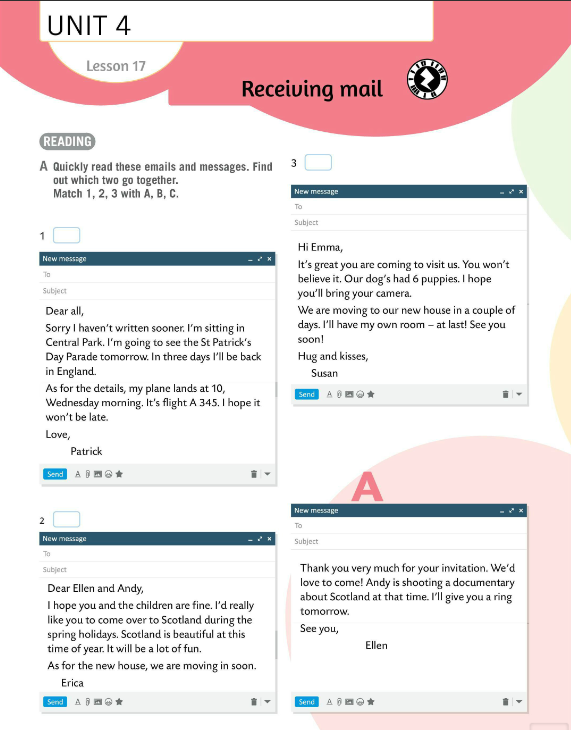 UNIT 4
Lesson 17
Receiving mail
READING
A Quickly read these emails and messages. Find
out which two go together.
Match 1, 2, 3 with A, B, C.
1
New message
To
Subject
Dear all,
Sorry I haven't written sooner. I'm sitting in
Central Park. I'm going to see the St Patrick's
Day Parade tomorrow. In three days I'll be back
in England.
As for the details, my plane lands at 10,
Wednesday morning. It's flight A 345. I hope it
won't be late.
Love,
Patrick
Send
2
New message
To
Subject
Dear Ellen and Andy,
I hope you and the children are fine. I'd really
like you to come over to Scotland during the
spring holidays. Scotland is beautiful at this
time of year. It will be a lot of fun.
As for the new house, we are moving in soon.
Erica
Send
3
New message
To
Subject
Hi Emma,
It's great you are coming to visit us. You won't
believe it. Our dog's had 6 puppies. I hope
you'll bring your camera.
We are moving to our new house in a couple of
days. I'll have my own room – at last! See you
soon!
Hug and kisses,
Susan
Send
A
New message
To
Subject
Thank you very much for your invitation. We'd
love to come! Andy is shooting a documentary
about Scotland at that time. I'll give you a ring
tomorrow.
See you,
Ellen
Send